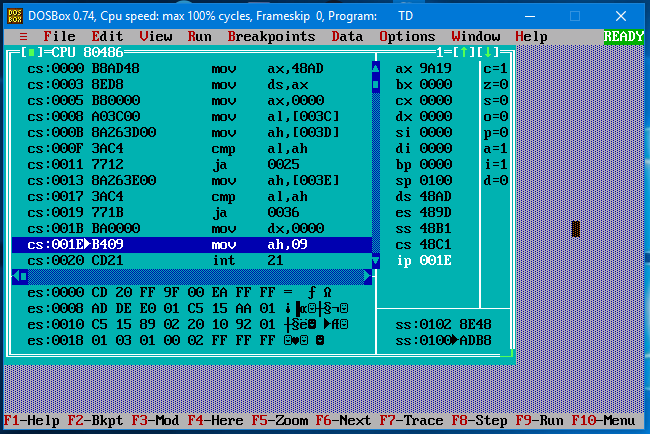 DOSBox 0.74, Cpu speed: max 100% cycles, Frameskip 0, Program: TD
≡ File Edit View Run Breakpoints Data Options Window Help READY
[■]=CPU 80486 1=[↑][↓]
cs:0000 B8AD48 mov ax,48AD
cs:0003 8ED8 mov ds,ax
cs:0005 B80000 mov ax,0000
cs:0008 A03C00 mov al,[003C]
cs:000B 8A263D00 mov ah,[003D]
cs:000F 3AC4 cmp al,ah
cs:0011 7712 ja 0025
cs:0013 8A263E00 mov ah,[003E]
cs:0017 3AC4 cmp al,ah
cs:0019 771B ja 0036
cs:001B BA0000 mov dx,0000
cs:001E►B409 mov ah,09
cs:0020 CD21 int 21
ax 9A19 c=1
bx 0000 z=0
cx 0000 s=0
dx 0000 o=0
si 0000 p=0
di 0000 a=1
bp 0000 i=1
sp 0100 d=0
ds 48AD
es 489D
ss 48B1
cs 48C1
ip 001E
es:0000 CD 20 FF 9F 00 EA FF FF = ƒ Ω
es:0008 AD DE E0 01 C5 15 AA 01 ¡▐α☺┼§¬☺
es:0010 C5 15 89 02 20 10 92 01 ┼§ë☻ ►Æ☺
es:0018 01 03 01 00 02 FF FF FF ☺♥☺ ☻
ss:0102 8E48
ss:0100►ADB8
F1-Help F2-Bkpt F3-Mod F4-Here F5-Zoom F6-Next F7-Trace F8-Step F9-Run F10-Menu